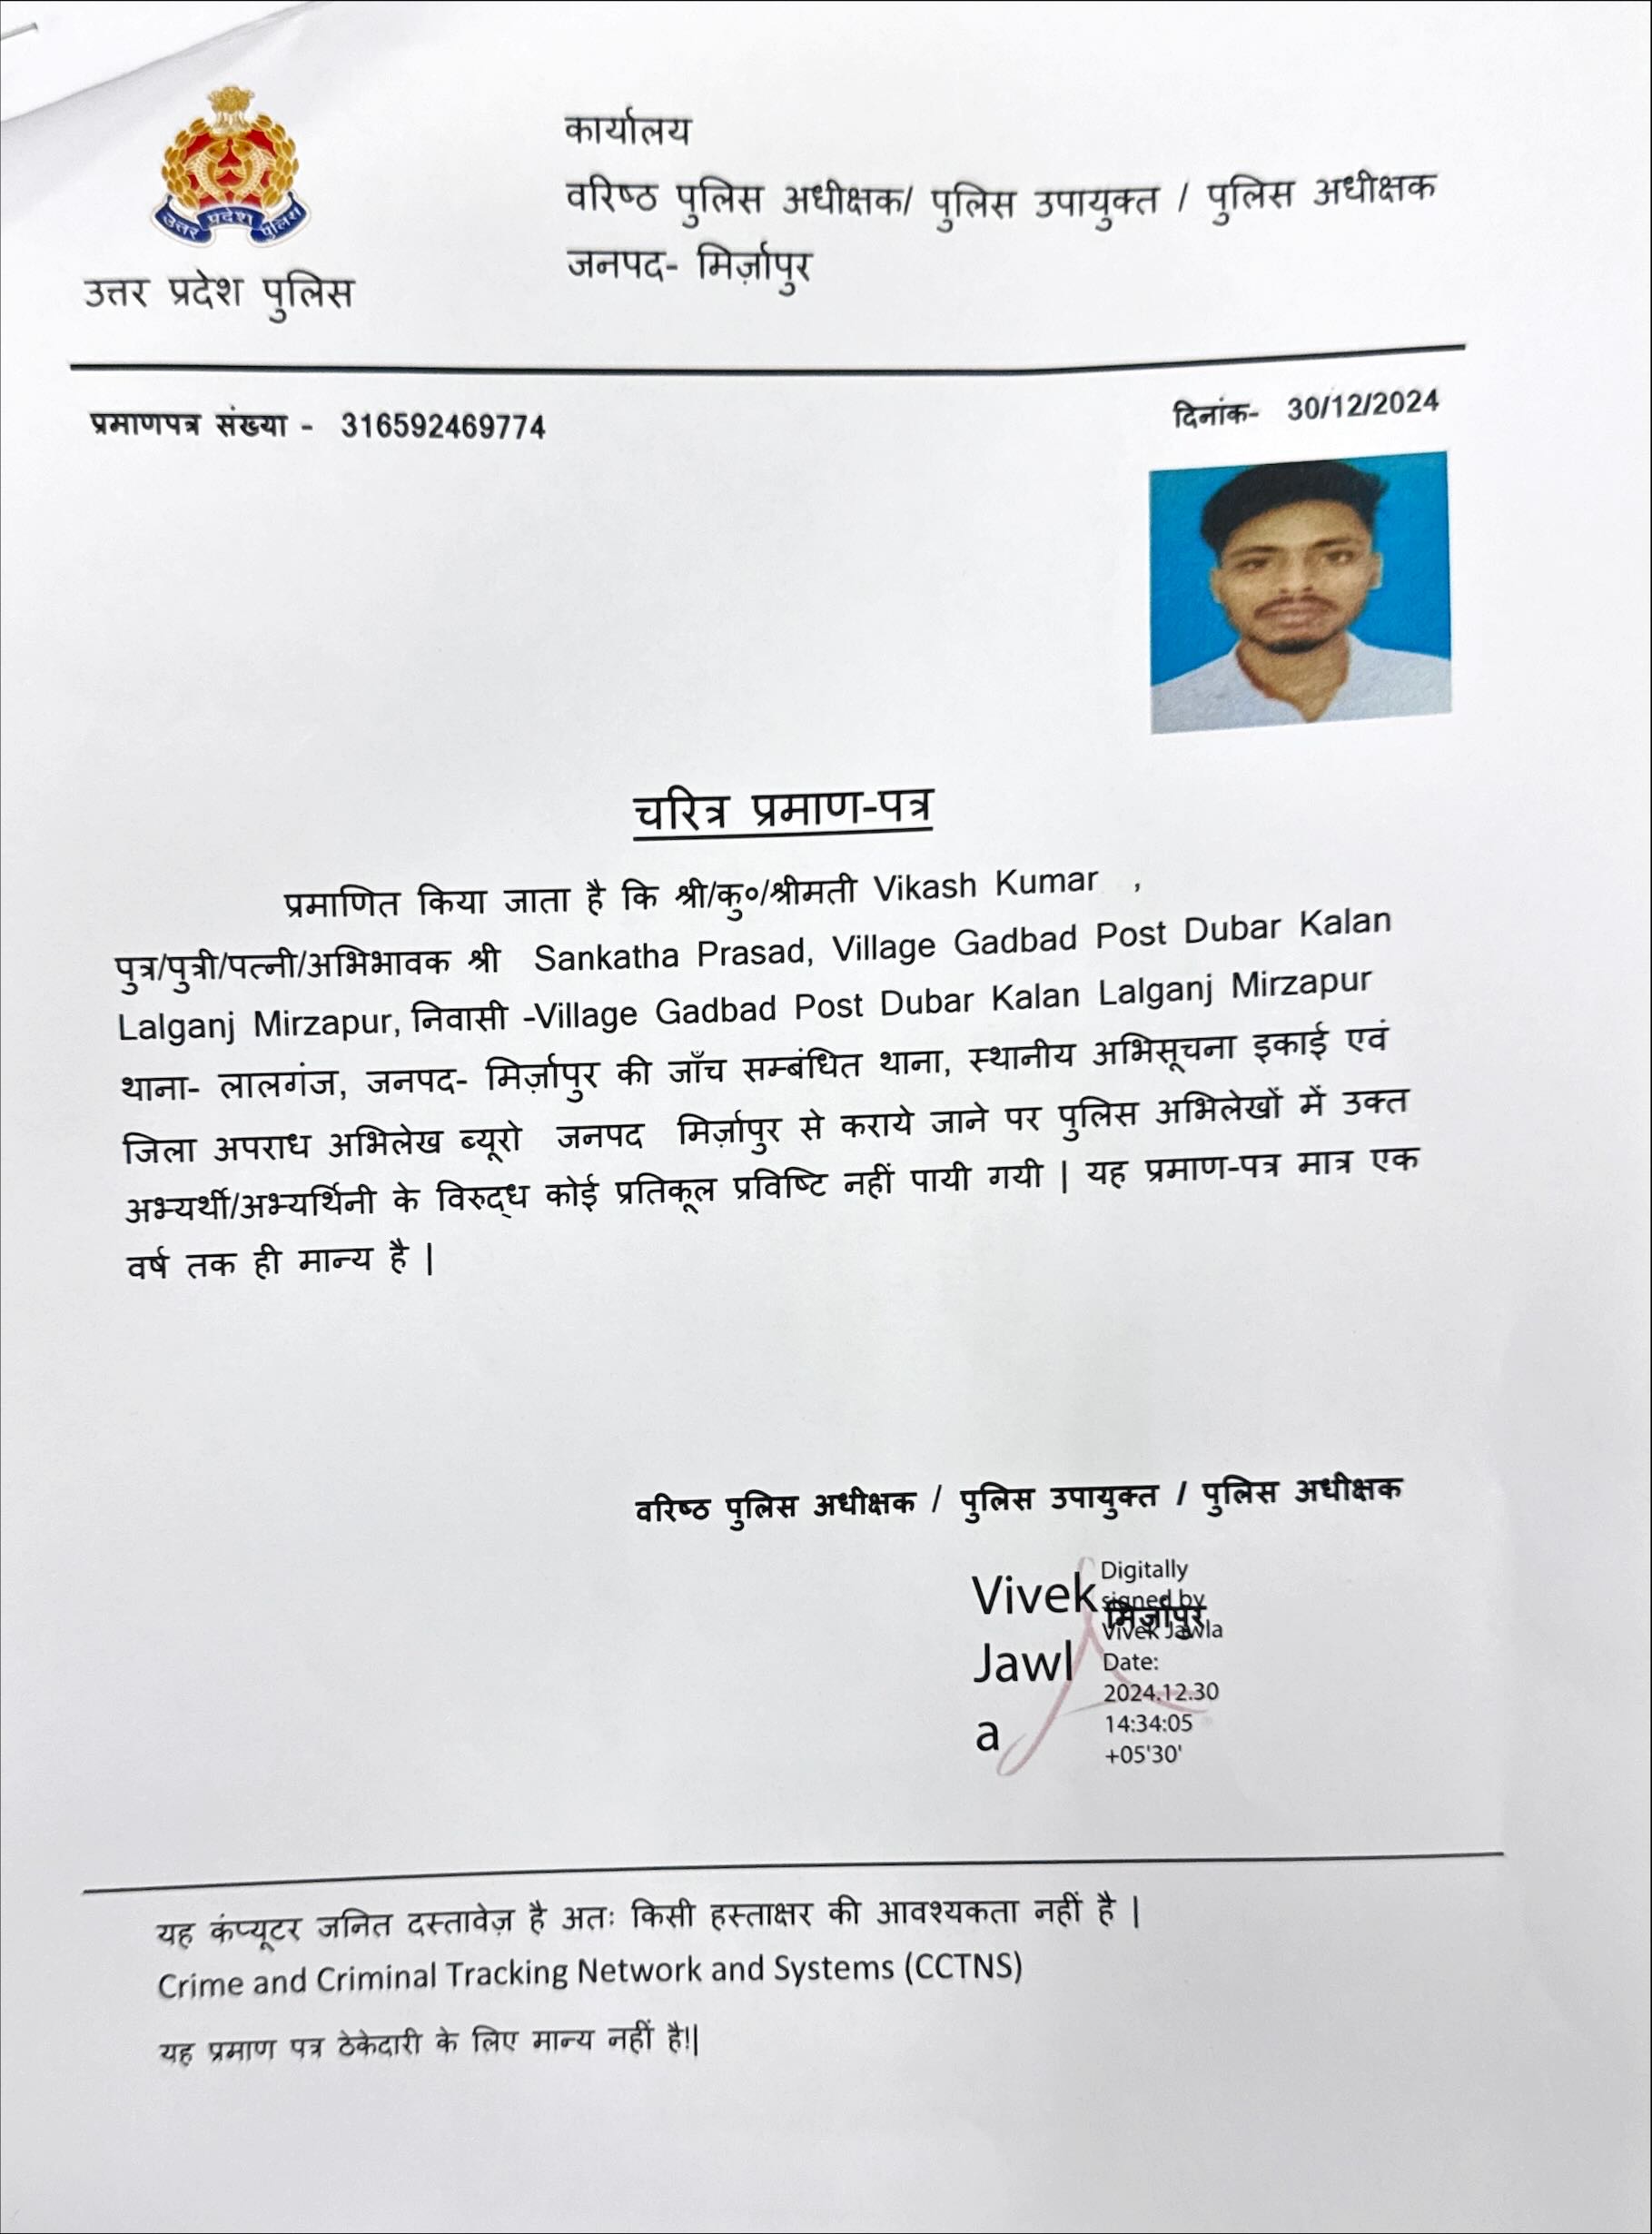 उत्तर प्रदेश पुलिस
उत्तर प्रदेश पुलिस
कार्यालय
वरिष्ठ पुलिस अधीक्षक/ पुलिस उपायुक्त / पुलिस अधीक्षक
जनपद- मिर्ज़ापुर
प्रमाणपत्र संख्या - 316592469774
दिनांक- 30/12/2024
चरित्र प्रमाण-पत्र
प्रमाणित किया जाता है कि श्री/कु०/श्रीमती Vikash Kumar ,
पुत्र/पुत्री/पत्नी/अभिभावक श्री Sankatha Prasad, Village Gadbad Post Dubar Kalan
Lalganj Mirzapur, निवासी -Village Gadbad Post Dubar Kalan Lalganj Mirzapur
थाना- लालगंज, जनपद- मिर्ज़ापुर की जाँच सम्बंधित थाना, स्थानीय अभिसूचना इकाई एवं
जिला अपराध अभिलेख ब्यूरो जनपद मिर्ज़ापुर से कराये जाने पर पुलिस अभिलेखों में उक्त
अभ्यर्थी/अभ्यर्थिनी के विरुद्ध कोई प्रतिकूल प्रविष्टि नहीं पायी गयी | यह प्रमाण-पत्र मात्र एक
वर्ष तक ही मान्य है |
वरिष्ठ पुलिस अधीक्षक / पुलिस उपायुक्त / पुलिस अधीक्षक
मिर्ज़ापुर
Vivek
Jawl
a
Digitally
signed by
Vivek Jawla
Date:
2024.12.30
14:34:05
+05'30'
यह कंप्यूटर जनित दस्तावेज़ है अतः किसी हस्ताक्षर की आवश्यकता नहीं है |
Crime and Criminal Tracking Network and Systems (CCTNS)
यह प्रमाण पत्र ठेकेदारी के लिए मान्य नहीं है!|